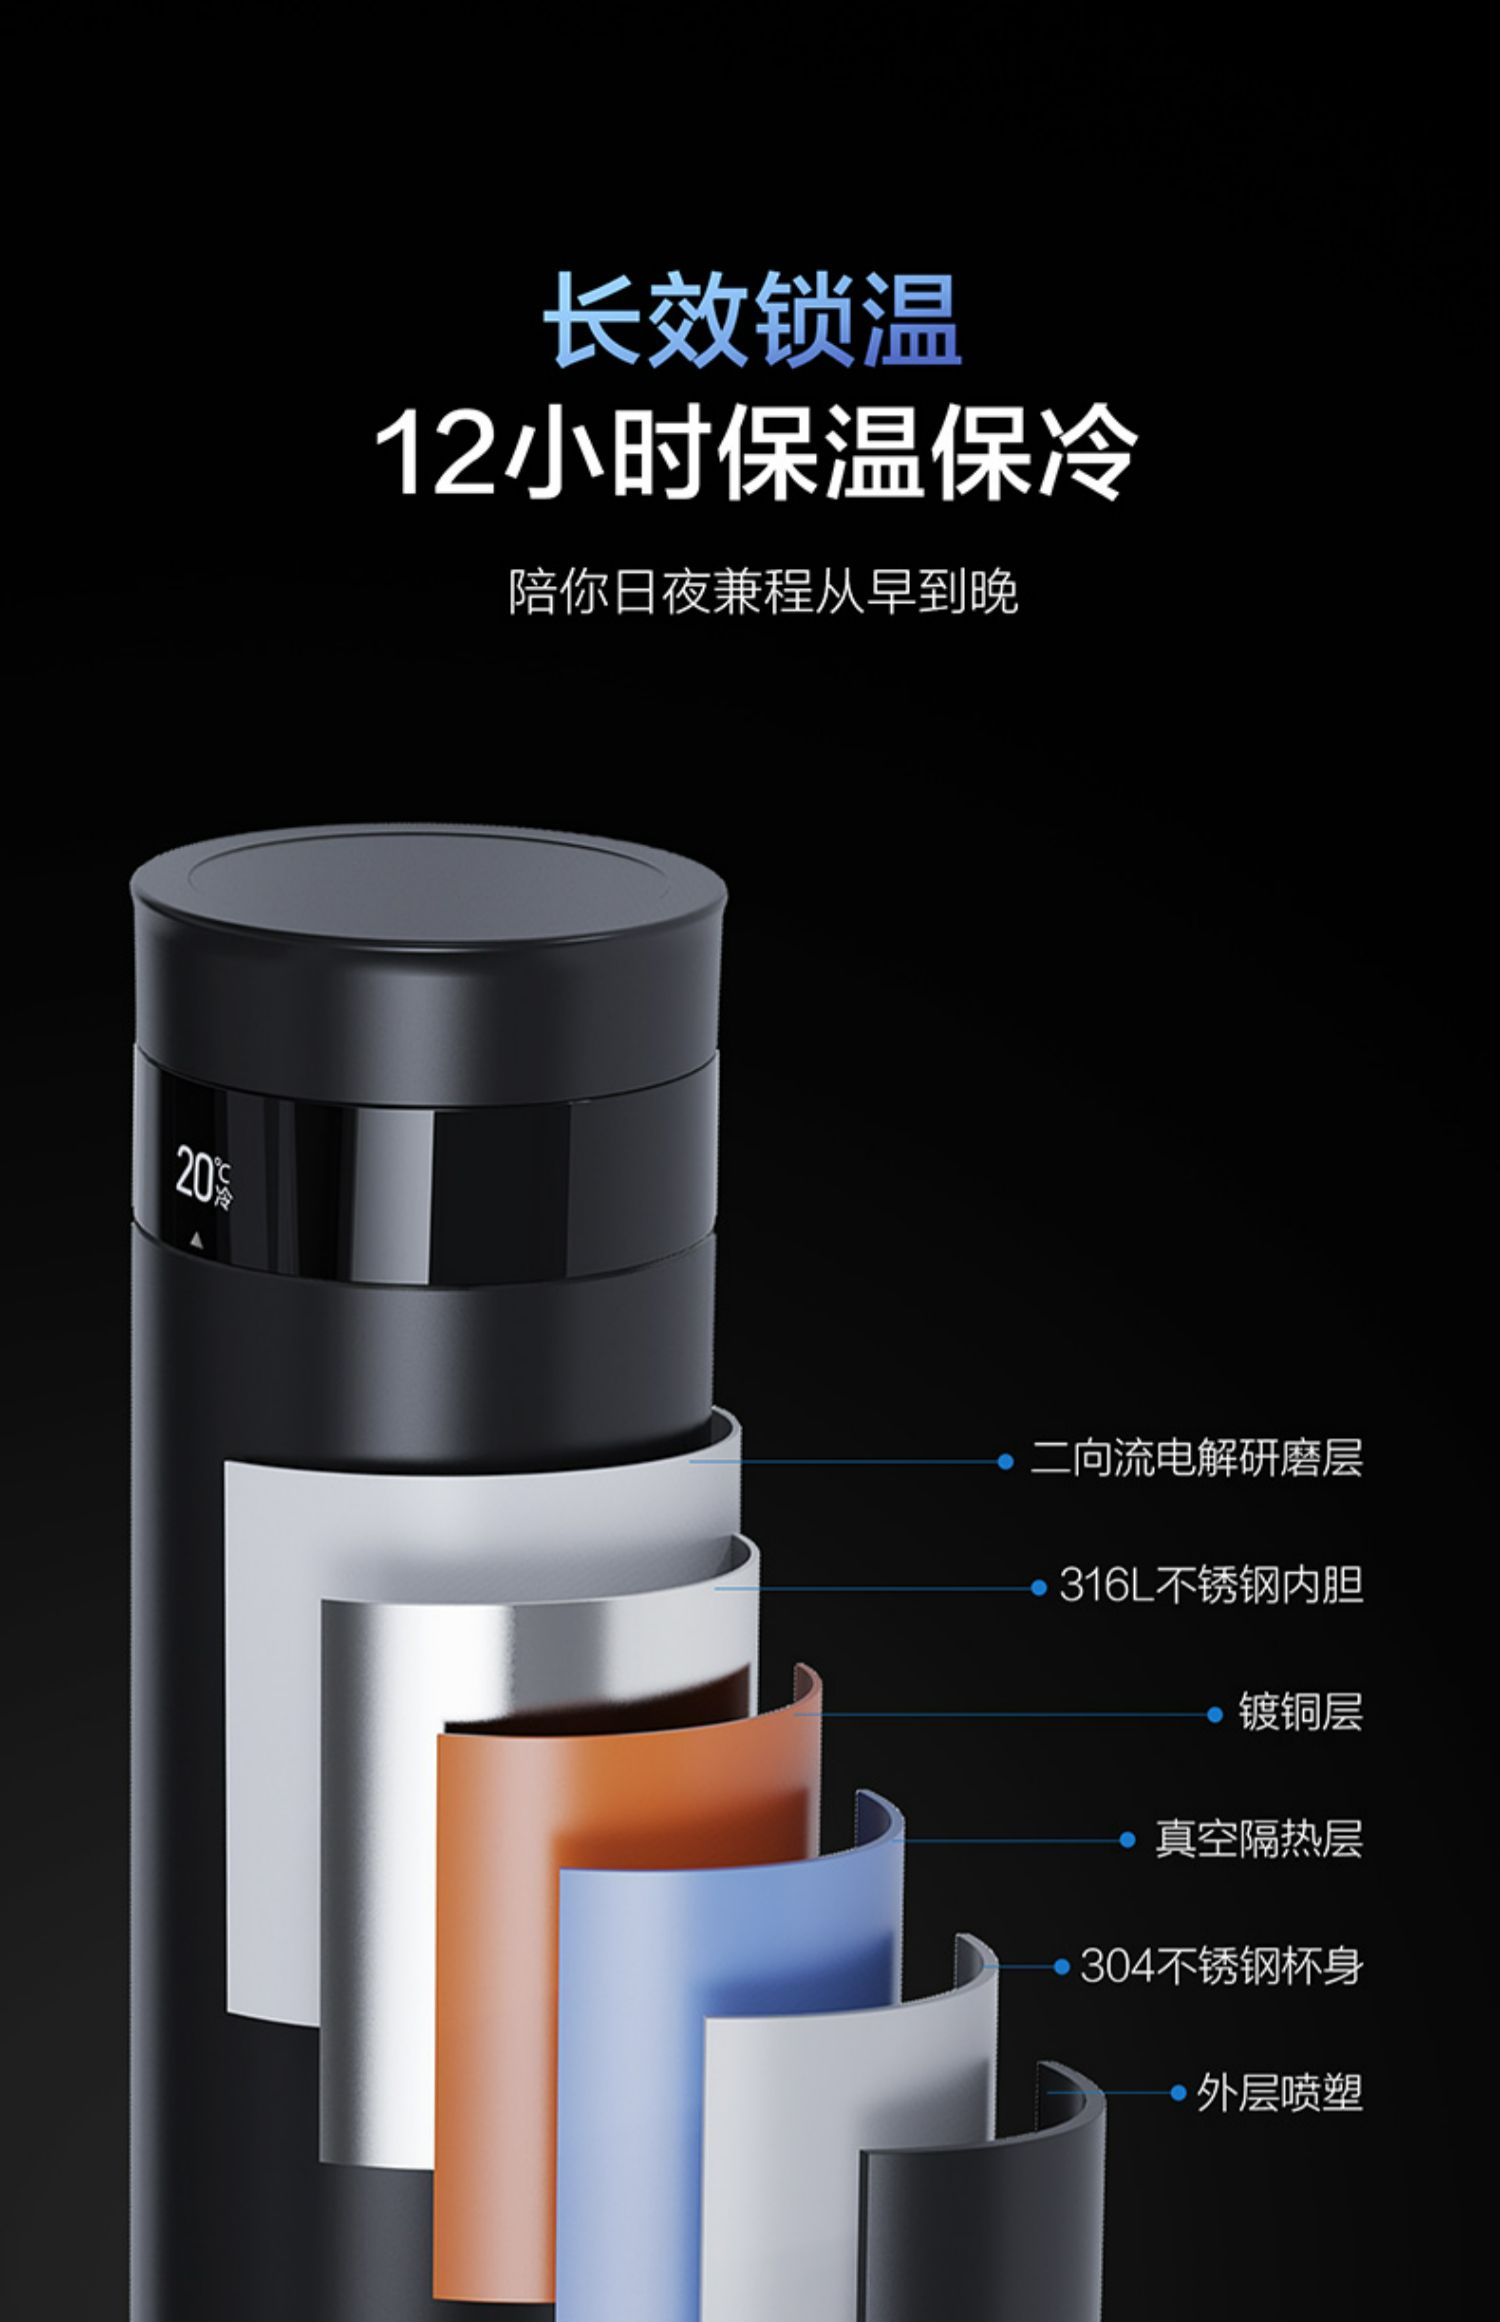 长效锁温
12小时保温保冷
陪你日夜兼程从早到晚
20℃
冷
二向流电解研磨层
316L不锈钢内胆
镀铜层
真空隔热层
304不锈钢杯身
外层喷塑